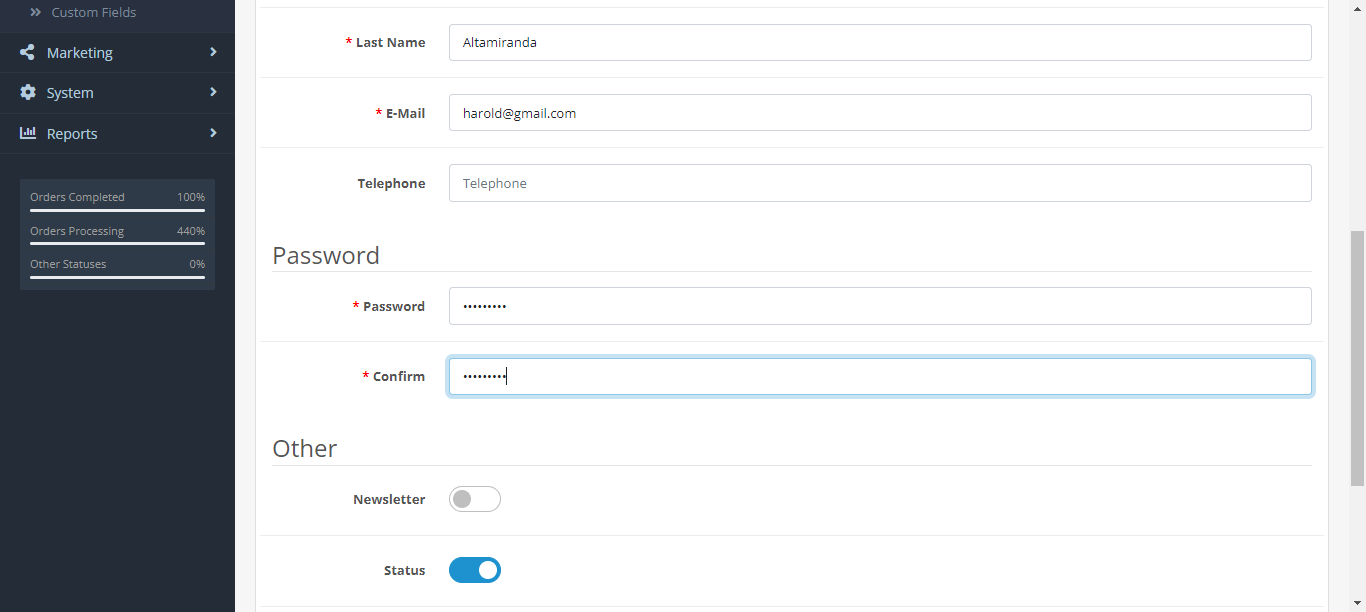 Custom Fields
Marketing
System
Reports
Orders Completed 100%
Orders Processing 440%
Other Statuses 0%
* Last Name Altamiranda
* E-Mail harold@gmail.com
Telephone Telephone
Password
* Password •••••••••
* Confirm •••••••••
Other
Newsletter
Status